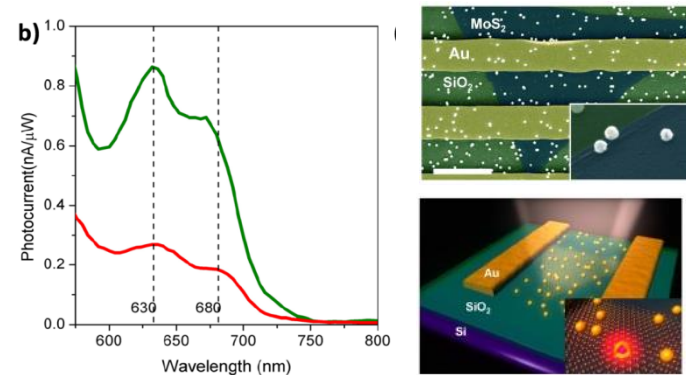 b)
(
1.0
0.8
0.6
0.4
0.2
0.0
Photocurrent(nA/μW)
630
680
600
650
700
750
800
Wavelength (nm)
MoS₂
Au
SiO₂
Au
SiO₂
Si